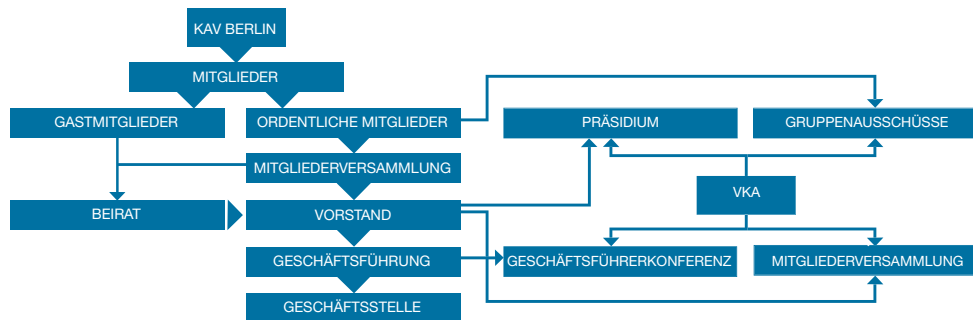 KAV BERLIN
MITGLIEDER
GASTMITGLIEDER
ORDENTLICHE MITGLIEDER
PRÄSIDIUM
GRUPPENAUSSCHÜSSE
MITGLIEDERVERSAMMLUNG
VKA
BEIRAT
VORSTAND
GESCHÄFTSFÜHRUNG
GESCHÄFTSFÜHRERKONFERENZ
MITGLIEDERVERSAMMLUNG
GESCHÄFTSSTELLE